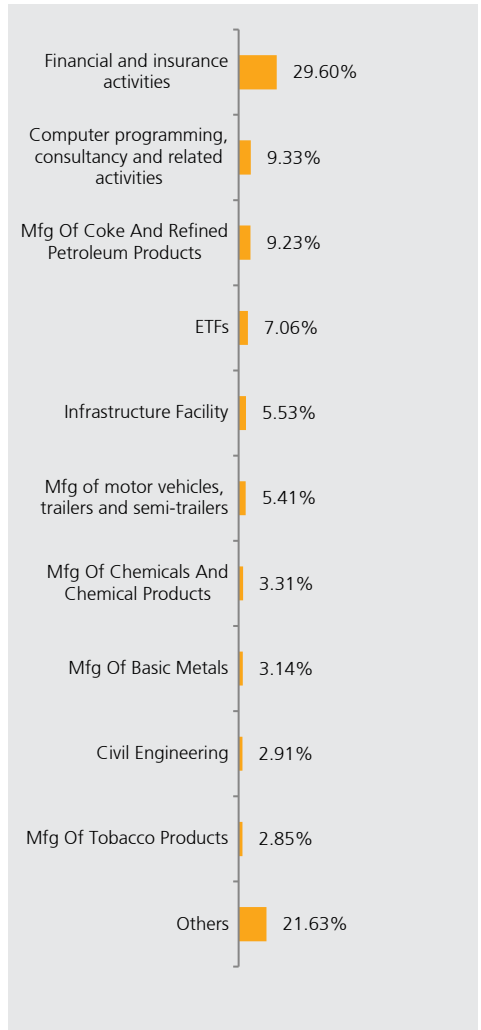 Financial and insurance
activities
29.60%
Computer programming,
consultancy and related
activities
9.33%
Mfg Of Coke And Refined
Petroleum Products
9.23%
ETFs
7.06%
Infrastructure Facility
5.53%
Mfg of motor vehicles,
trailers and semi-trailers
5.41%
Mfg Of Chemicals And
Chemical Products
3.31%
Mfg Of Basic Metals
3.14%
Civil Engineering
2.91%
Mfg Of Tobacco Products
2.85%
Others
21.63%